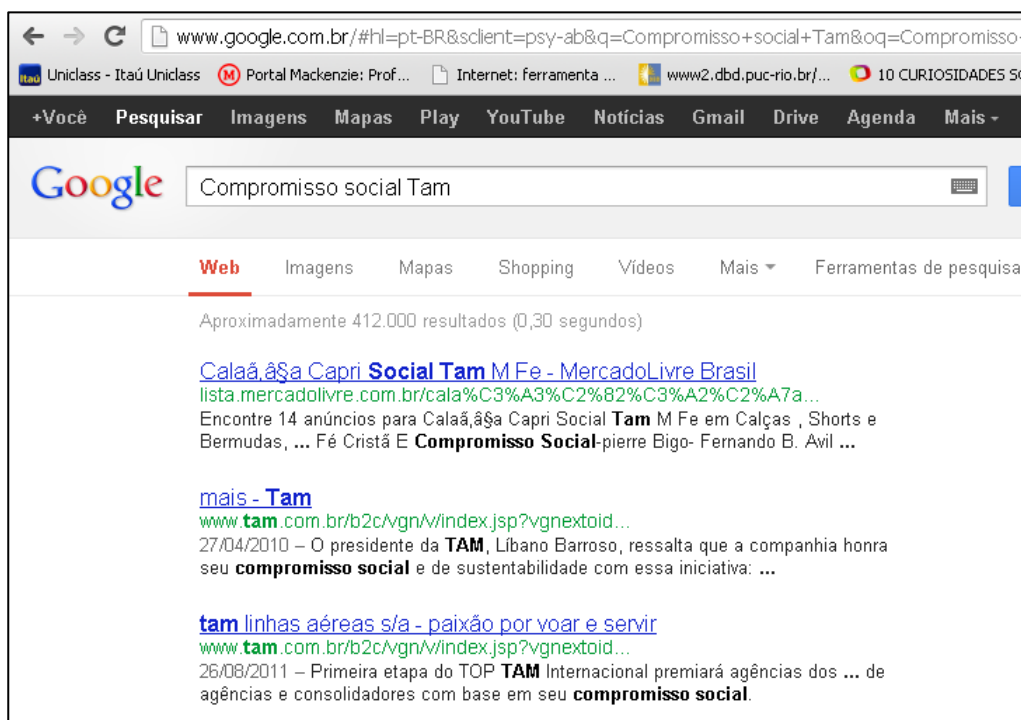 www.google.com.br/#hl=pt-BR&sclient=psy-ab&q=Compromisso+social+Tam&oq=Compromisso-
Itaú Uniclass - Itaú Uniclass M Portal Mackenzie: Prof... Internet: ferramenta ... www2.dbd.puc-rio.br/... 10 CURIOSIDADES
+Você Pesquisar Imagens Mapas Play YouTube Notícias Gmail Drive Agenda Mais
Google Compromisso social Tam
Web Imagens Mapas Shopping Vídeos Mais Ferramentas de pesquisa
Aproximadamente 412.000 resultados (0,30 segundos)
Calaã,â§a Capri Social Tam M Fe - MercadoLivre Brasil
lista.mercadolivre.com.br/cala%C3%A3%C2%82%C3%A2%C2%A7a...
Encontre 14 anúncios para Calaã,â§a Capri Social Tam M Fe em Calças , Shorts e
Bermudas, ... Fé Cristã E Compromisso Social-pierre Bigo- Fernando B. Avil ...
mais - Tam
www.tam.com.br/b2c/vgn/v/index.jsp?vgnextoid...
27/04/2010 – O presidente da TAM, Líbano Barroso, ressalta que a companhia honra
seu compromisso social e de sustentabilidade com essa iniciativa: ...
tam linhas aéreas s/a - paixão por voar e servir
www.tam.com.br/b2c/vgn/v/index.jsp?vgnextoid...
26/08/2011 – Primeira etapa do TOP TAM Internacional premiará agências dos ... de
agências e consolidadores com base em seu compromisso social.